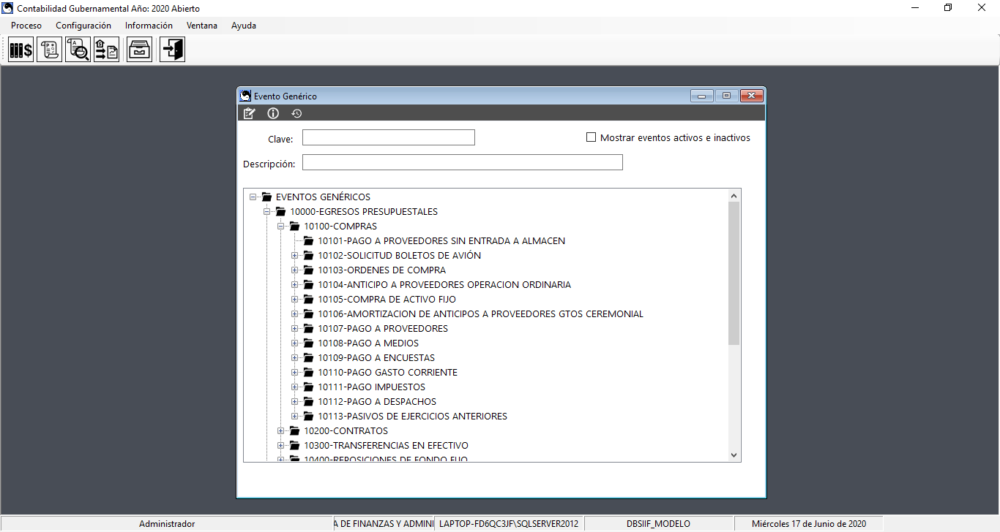 Contabilidad Gubernamental Año: 2020 Abierto
Proceso Configuración Información Ventana Ayuda
Evento Genérico
Clave:
Mostrar eventos activos e inactivos
Descripción:
EVENTOS GENÉRICOS
10000-EGRESOS PRESUPUESTALES
10100-COMPRAS
10101-PAGO A PROVEEDORES SIN ENTRADA A ALMACEN
10102-SOLICITUD BOLETOS DE AVIÓN
10103-ORDENES DE COMPRA
10104-ANTICIPO A PROVEEDORES OPERACION ORDINARIA
10105-COMPRA DE ACTIVO FIJO
10106-AMORTIZACION DE ANTICIPOS A PROVEEDORES GTOS CEREMONIAL
10107-PAGO A PROVEEDORES
10108-PAGO A MEDIOS
10109-PAGO A ENCUESTAS
10110-PAGO GASTO CORRIENTE
10111-PAGO IMPUESTOS
10112-PAGO A DESPACHOS
10113-PASIVOS DE EJERCICIOS ANTERIORES
10200-CONTRATOS
10300-TRANSFERENCIAS EN EFECTIVO
10400-REPOSICIONES DE FONDO FIJO
Administrador A DE FINANZAS Y ADMINI LAPTOP-FD6QC3JF\SQLSERVER2012 DBSIIF_MODELO Miércoles 17 de Junio de 2020